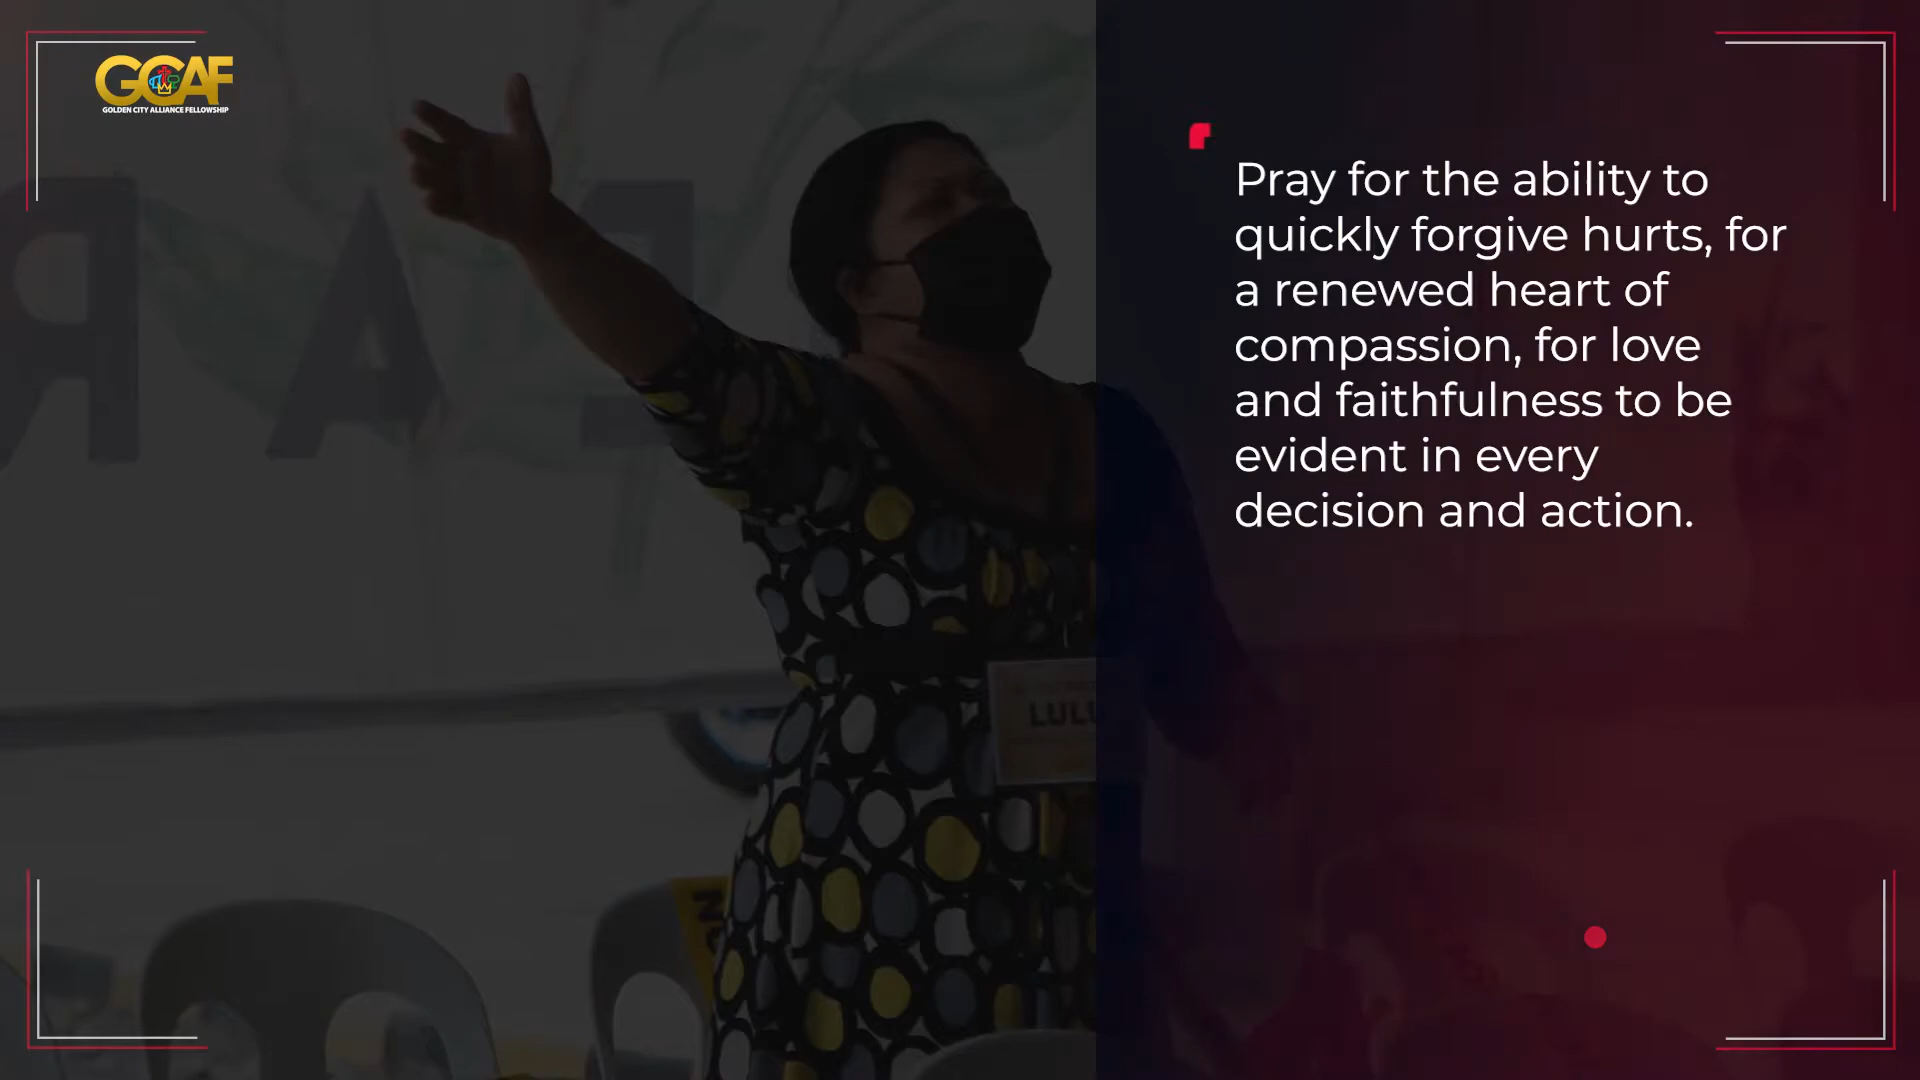 GCAF
GOLDEN CITY ALLIANCE FELLOWSHIP
Pray for the ability to
quickly forgive hurts, for
a renewed heart of
compassion, for love
and faithfulness to be
evident in every
decision and action.